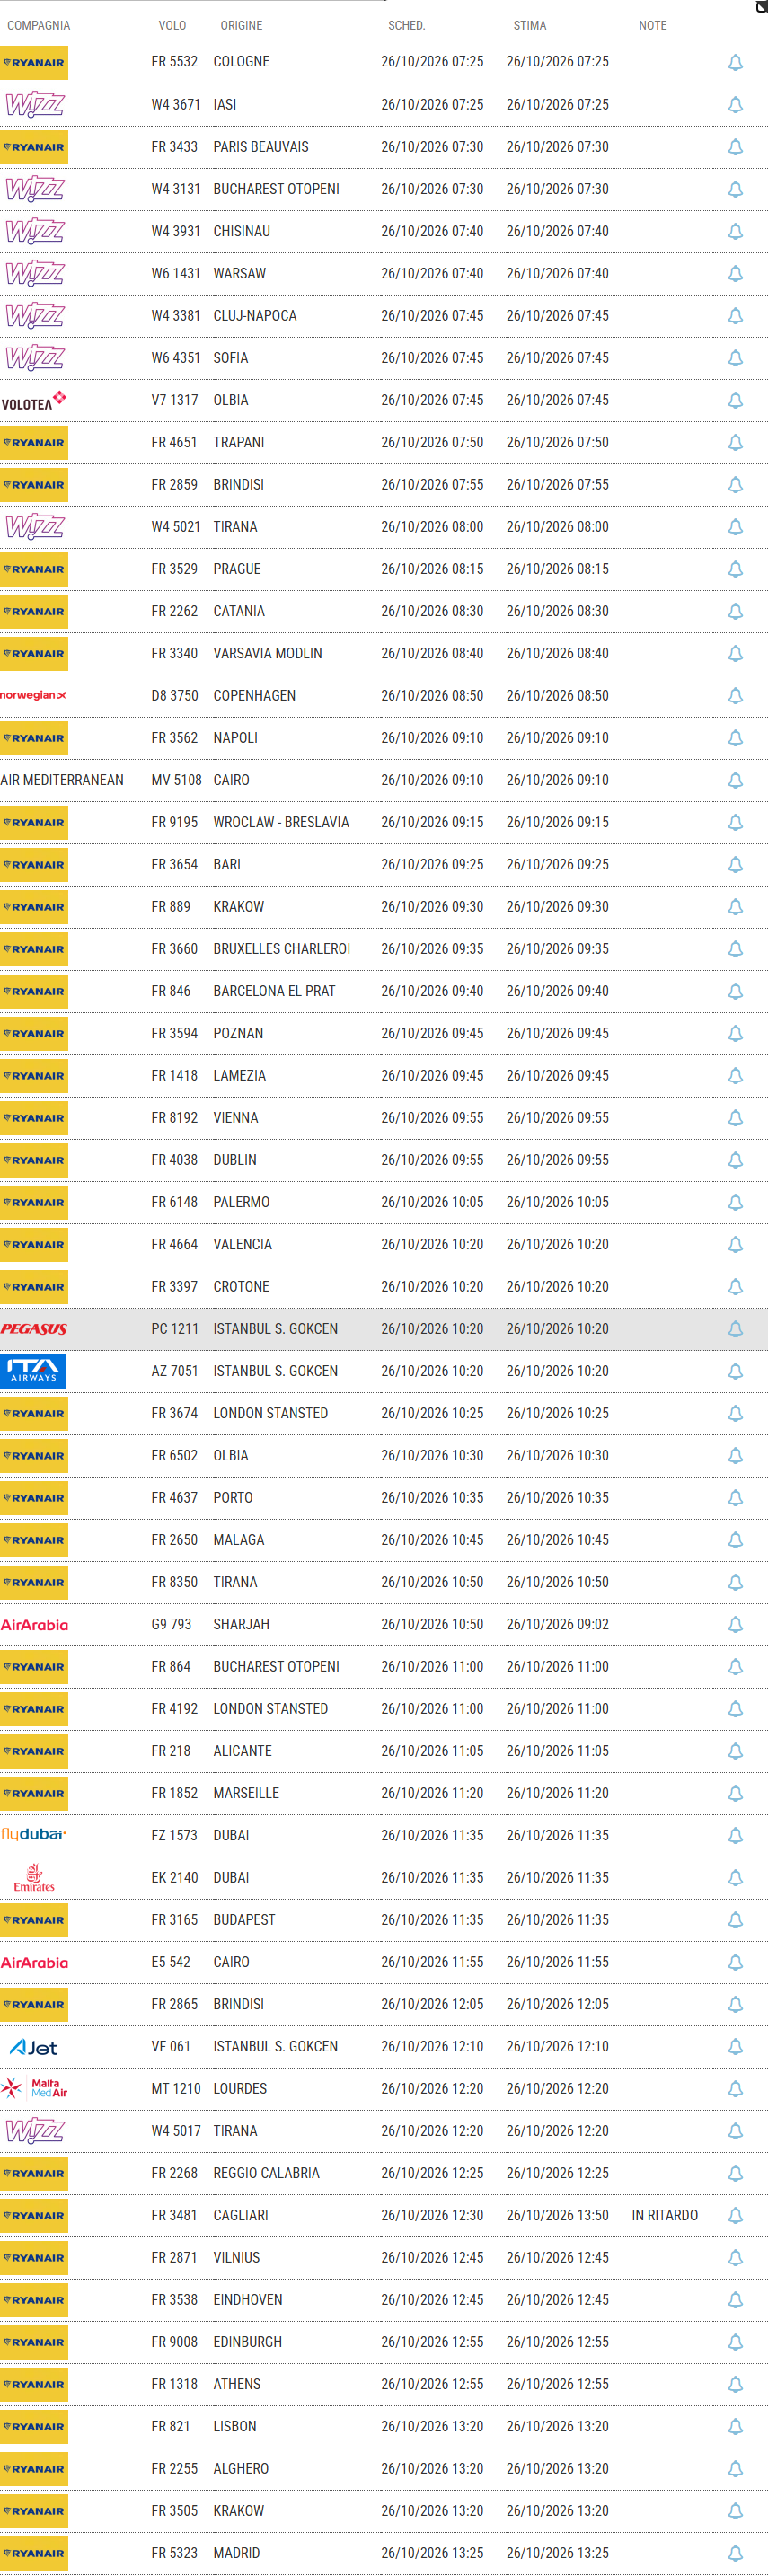 COMPAGNIA VOLO ORIGINE SCHED. STIMA NOTE
RYANAIR FR 5532 COLOGNE 26/10/2026 07:25 26/10/2026 07:25
WIZZ W4 3671 IASI 26/10/2026 07:25 26/10/2026 07:25
RYANAIR FR 3433 PARIS BEAUVAIS 26/10/2026 07:30 26/10/2026 07:30
WIZZ W4 3131 BUCHAREST OTOPENI 26/10/2026 07:30 26/10/2026 07:30
WIZZ W4 3931 CHISINAU 26/10/2026 07:40 26/10/2026 07:40
WIZZ W6 1431 WARSAW 26/10/2026 07:40 26/10/2026 07:40
WIZZ W4 3381 CLUJ-NAPOCA 26/10/2026 07:45 26/10/2026 07:45
WIZZ W6 4351 SOFIA 26/10/2026 07:45 26/10/2026 07:45
VOLOTEA V7 1317 OLBIA 26/10/2026 07:45 26/10/2026 07:45
RYANAIR FR 4651 TRAPANI 26/10/2026 07:50 26/10/2026 07:50
RYANAIR FR 2859 BRINDISI 26/10/2026 07:55 26/10/2026 07:55
WIZZ W4 5021 TIRANA 26/10/2026 08:00 26/10/2026 08:00
RYANAIR FR 3529 PRAGUE 26/10/2026 08:15 26/10/2026 08:15
RYANAIR FR 2262 CATANIA 26/10/2026 08:30 26/10/2026 08:30
RYANAIR FR 3340 VARSAVIA MODLIN 26/10/2026 08:40 26/10/2026 08:40
norwegian D8 3750 COPENHAGEN 26/10/2026 08:50 26/10/2026 08:50
RYANAIR FR 3562 NAPOLI 26/10/2026 09:10 26/10/2026 09:10
AIR MEDITERRANEAN MV 5108 CAIRO 26/10/2026 09:10 26/10/2026 09:10
RYANAIR FR 9195 WROCLAW - BRESLAVIA 26/10/2026 09:15 26/10/2026 09:15
RYANAIR FR 3654 BARI 26/10/2026 09:25 26/10/2026 09:25
RYANAIR FR 889 KRAKOW 26/10/2026 09:30 26/10/2026 09:30
RYANAIR FR 3660 BRUXELLES CHARLEROI 26/10/2026 09:35 26/10/2026 09:35
RYANAIR FR 846 BARCELONA EL PRAT 26/10/2026 09:40 26/10/2026 09:40
RYANAIR FR 3594 POZNAN 26/10/2026 09:45 26/10/2026 09:45
RYANAIR FR 1418 LAMEZIA 26/10/2026 09:45 26/10/2026 09:45
RYANAIR FR 8192 VIENNA 26/10/2026 09:55 26/10/2026 09:55
RYANAIR FR 4038 DUBLIN 26/10/2026 09:55 26/10/2026 09:55
RYANAIR FR 6148 PALERMO 26/10/2026 10:05 26/10/2026 10:05
RYANAIR FR 4664 VALENCIA 26/10/2026 10:20 26/10/2026 10:20
RYANAIR FR 3397 CROTONE 26/10/2026 10:20 26/10/2026 10:20
PEGASUS PC 1211 ISTANBUL S. GOKCEN 26/10/2026 10:20 26/10/2026 10:20
ITA AIRWAYS AZ 7051 ISTANBUL S. GOKCEN 26/10/2026 10:20 26/10/2026 10:20
RYANAIR FR 3674 LONDON STANSTED 26/10/2026 10:25 26/10/2026 10:25
RYANAIR FR 6502 OLBIA 26/10/2026 10:30 26/10/2026 10:30
RYANAIR FR 4637 PORTO 26/10/2026 10:35 26/10/2026 10:35
RYANAIR FR 2650 MALAGA 26/10/2026 10:45 26/10/2026 10:45
RYANAIR FR 8350 TIRANA 26/10/2026 10:50 26/10/2026 10:50
AirArabia G9 793 SHARJAH 26/10/2026 10:50 26/10/2026 09:02
RYANAIR FR 864 BUCHAREST OTOPENI 26/10/2026 11:00 26/10/2026 11:00
RYANAIR FR 4192 LONDON STANSTED 26/10/2026 11:00 26/10/2026 11:00
RYANAIR FR 218 ALICANTE 26/10/2026 11:05 26/10/2026 11:05
RYANAIR FR 1852 MARSEILLE 26/10/2026 11:20 26/10/2026 11:20
flydubai FZ 1573 DUBAI 26/10/2026 11:35 26/10/2026 11:35
Emirates EK 2140 DUBAI 26/10/2026 11:35 26/10/2026 11:35
RYANAIR FR 3165 BUDAPEST 26/10/2026 11:35 26/10/2026 11:35
AirArabia E5 542 CAIRO 26/10/2026 11:55 26/10/2026 11:55
RYANAIR FR 2865 BRINDISI 26/10/2026 12:05 26/10/2026 12:05
AJet VF 061 ISTANBUL S. GOKCEN 26/10/2026 12:10 26/10/2026 12:10
Malta MedAir MT 1210 LOURDES 26/10/2026 12:20 26/10/2026 12:20
WIZZ W4 5017 TIRANA 26/10/2026 12:20 26/10/2026 12:20
RYANAIR FR 2268 REGGIO CALABRIA 26/10/2026 12:25 26/10/2026 12:25
RYANAIR FR 3481 CAGLIARI 26/10/2026 12:30 26/10/2026 13:50 IN RITARDO
RYANAIR FR 2871 VILNIUS 26/10/2026 12:45 26/10/2026 12:45
RYANAIR FR 3538 EINDHOVEN 26/10/2026 12:45 26/10/2026 12:45
RYANAIR FR 9008 EDINBURGH 26/10/2026 12:55 26/10/2026 12:55
RYANAIR FR 1318 ATHENS 26/10/2026 12:55 26/10/2026 12:55
RYANAIR FR 821 LISBON 26/10/2026 13:20 26/10/2026 13:20
RYANAIR FR 2255 ALGHERO 26/10/2026 13:20 26/10/2026 13:20
RYANAIR FR 3505 KRAKOW 26/10/2026 13:20 26/10/2026 13:20
RYANAIR FR 5323 MADRID 26/10/2026 13:25 26/10/2026 13:25